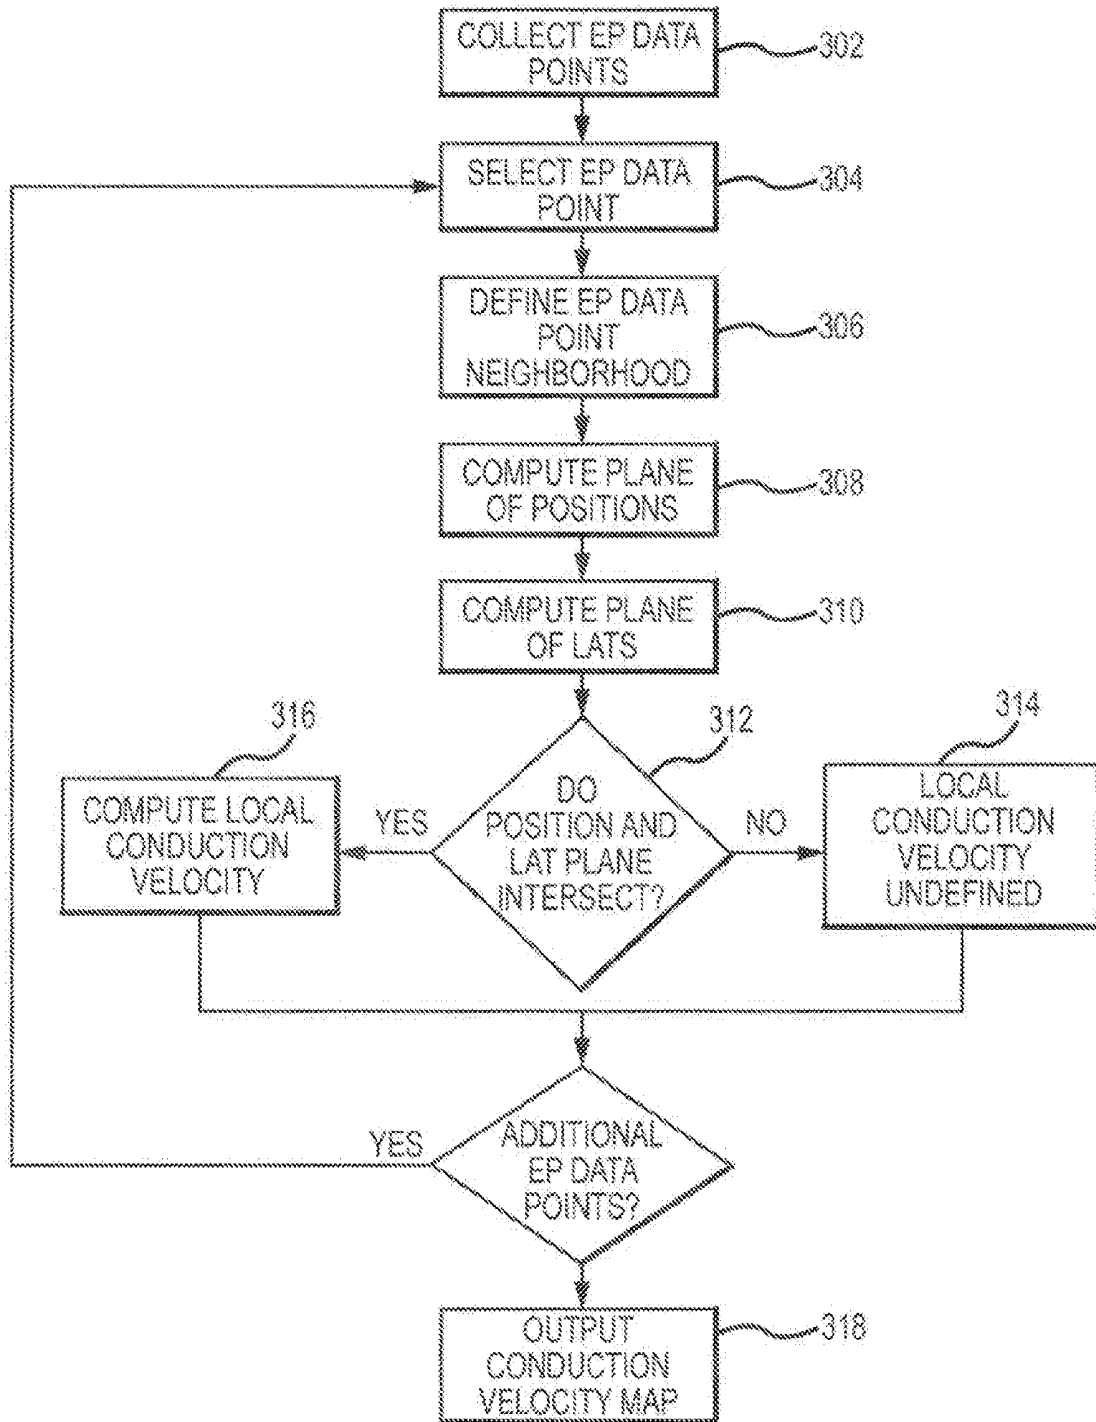 COLLECT EP DATA
POINTS
302
SELECT EP DATA
POINT
304
DEFINE EP DATA
POINT
NEIGHBORHOOD
306
COMPUTE PLANE
OF POSITIONS
308
COMPUTE PLANE
OF LATS
310
316
312
314
COMPUTE LOCAL
CONDUCTION
VELOCITY
YES
DO
POSITION AND
LAT PLANE
INTERSECT?
NO
LOCAL
CONDUCTION
VELOCITY
UNDEFINED
YES
ADDITIONAL
EP DATA
POINTS?
OUTPUT
CONDUCTION
VELOCITY MAP
318